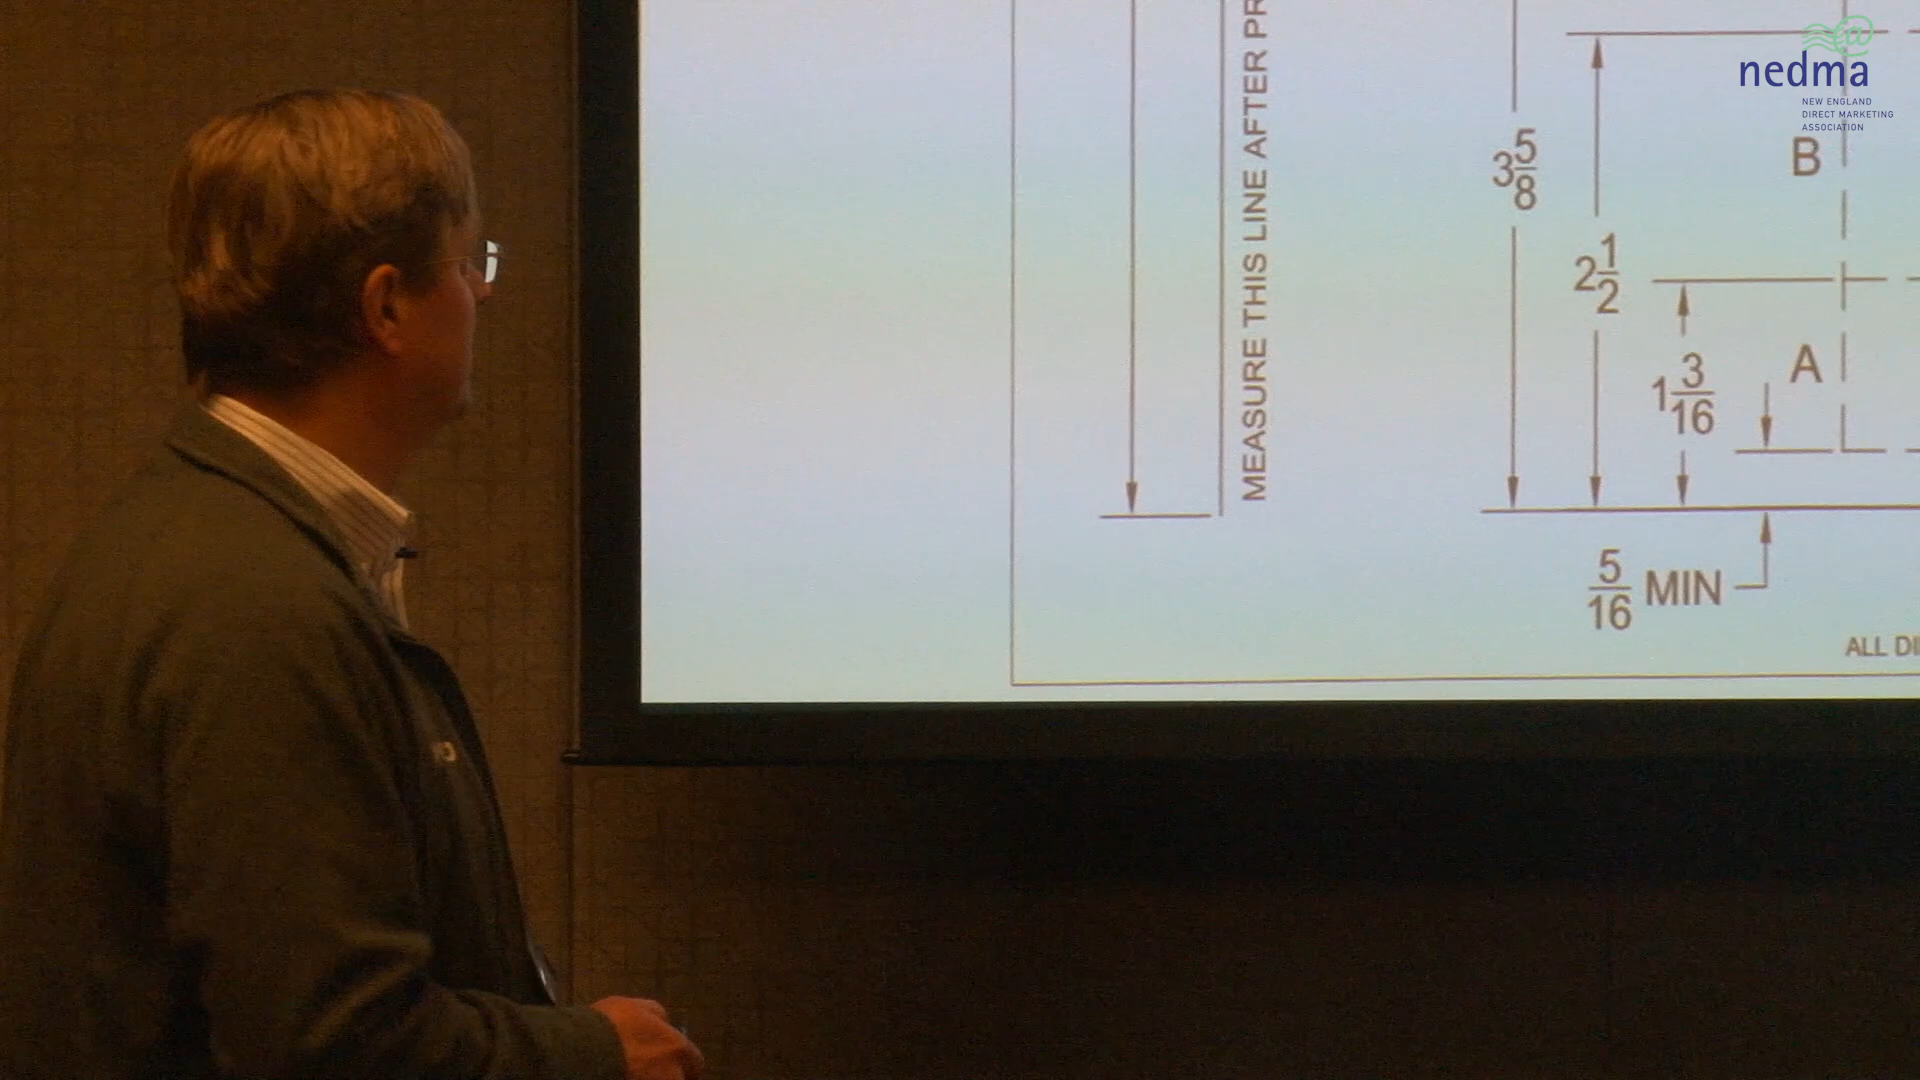 nedma
NEW ENGLAND
DIRECT MARKETING
ASSOCIATION
MEASURE THIS LINE AFTER PR
3 5/8
2 1/2
1 3/16
B
A
5/16 MIN
ALL DI